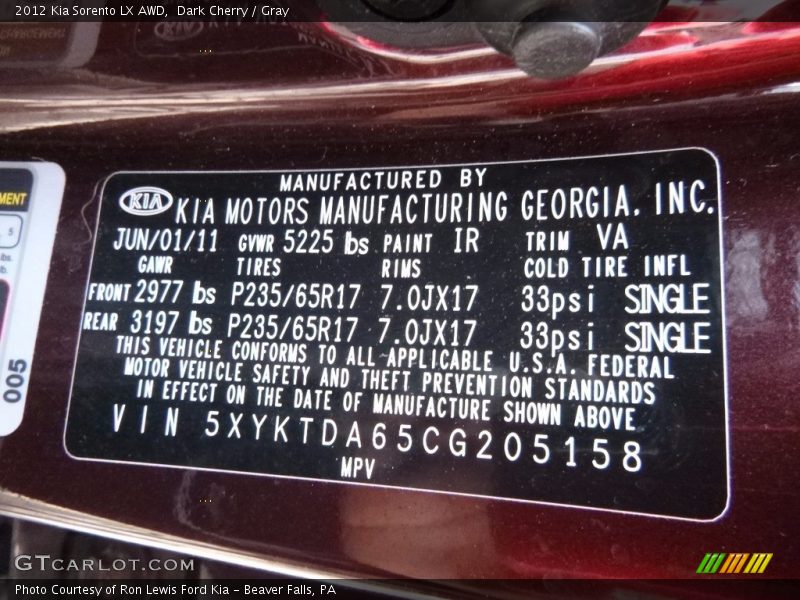 2012 Kia Sorento LX AWD, Dark Cherry / Gray
MENT
5
bs.
lb.
005
MANUFACTURED BY
KIA KIA MOTORS MANUFACTURING GEORGIA, INC.
JUN/01/11 GVWR 5225 lbs PAINT IR TRIM VA
GAWR TIRES RIMS COLD TIRE INFL
FRONT 2977 lbs P235/65R17 7.0JX17 33psi SINGLE
REAR 3197 lbs P235/65R17 7.0JX17 33psi SINGLE
THIS VEHICLE CONFORMS TO ALL APPLICABLE U.S.A. FEDERAL
MOTOR VEHICLE SAFETY AND THEFT PREVENTION STANDARDS
IN EFFECT ON THE DATE OF MANUFACTURE SHOWN ABOVE
VIN 5XYKTDA65CG205158
MPV
GTCARLOT.COM
Photo Courtesy of Ron Lewis Ford Kia - Beaver Falls, PA